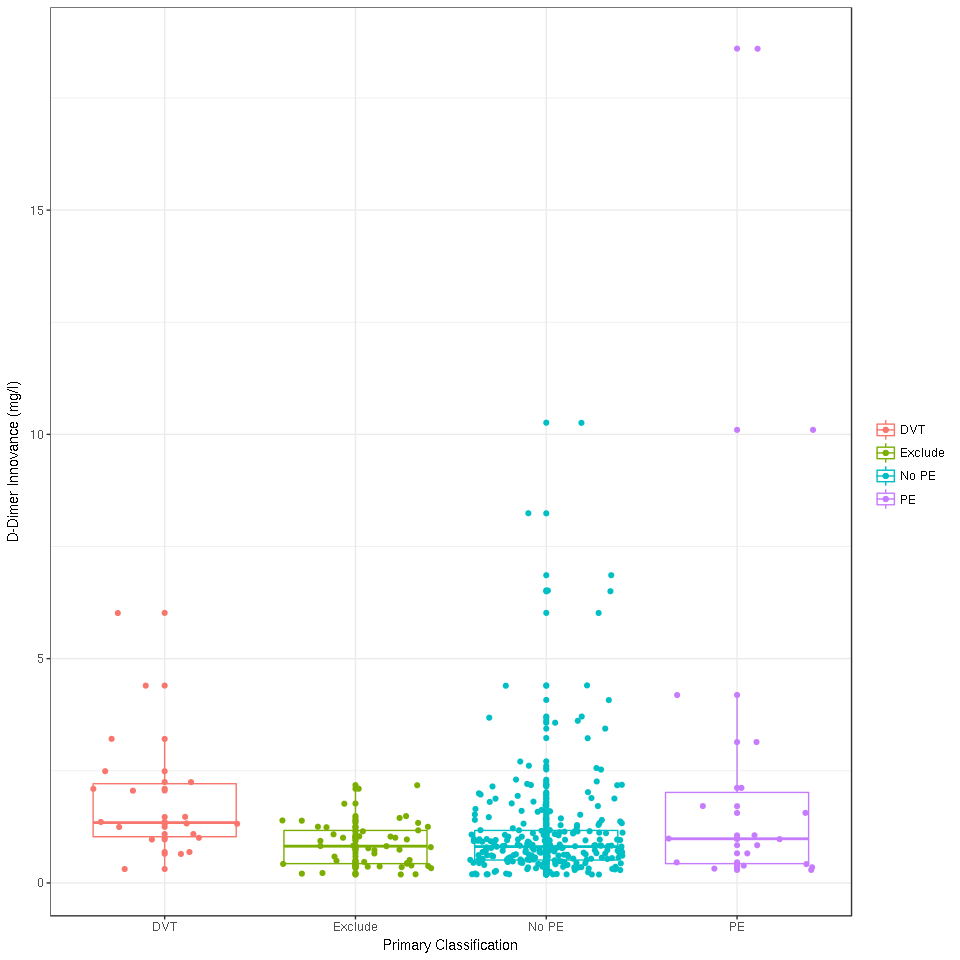 15
10
5
0
D-Dimer Innovance (mg/l)
DVT
Exclude
No PE
PE
Primary Classification
DVT
Exclude
No PE
PE